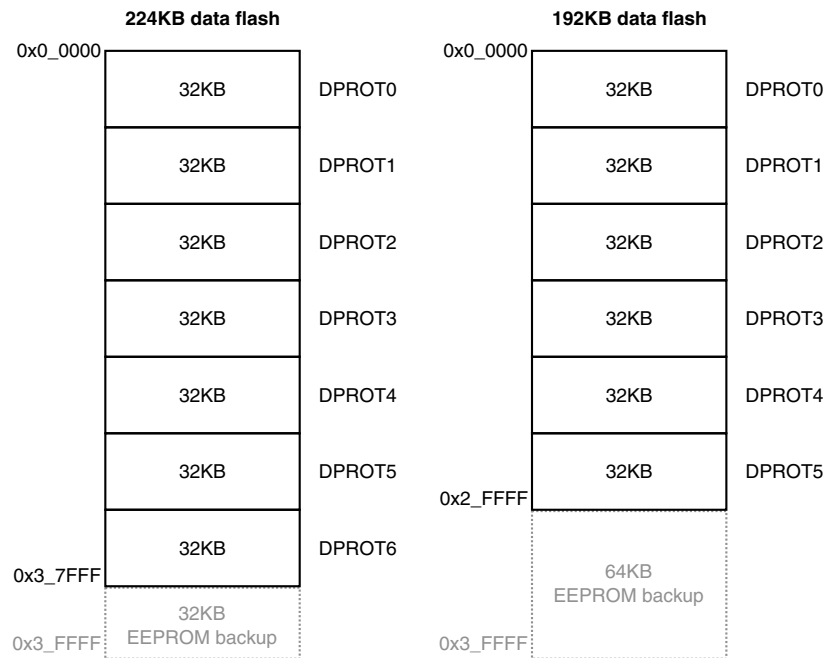 224KB data flash
0x0_0000
32KB DPROT0
32KB DPROT1
32KB DPROT2
32KB DPROT3
32KB DPROT4
32KB DPROT5
32KB DPROT6
0x3_7FFF
32KB
EEPROM backup
0x3_FFFF
192KB data flash
0x0_0000
32KB DPROT0
32KB DPROT1
32KB DPROT2
32KB DPROT3
32KB DPROT4
32KB DPROT5
0x2_FFFF
64KB
EEPROM backup
0x3_FFFF